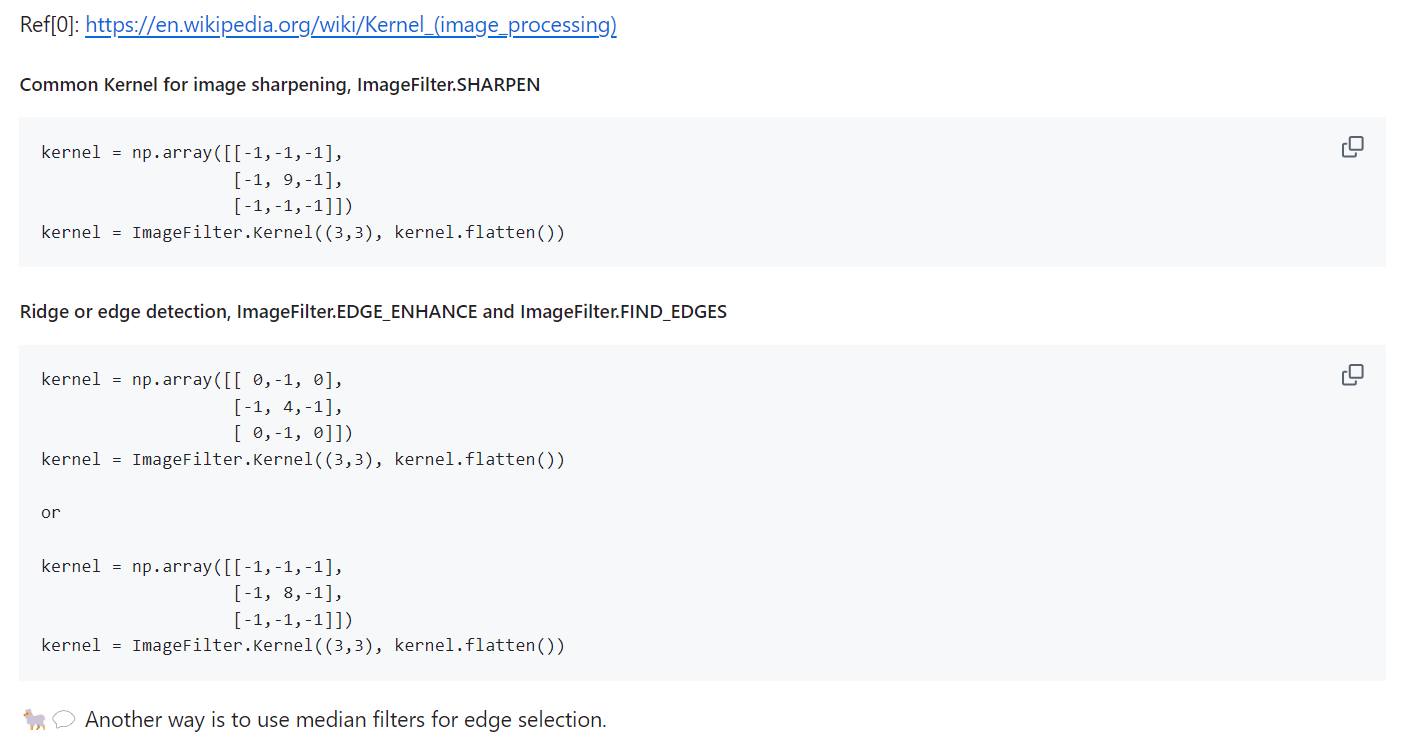 Ref[0]: https://en.wikipedia.org/wiki/Kernel_(image_processing)
Common Kernel for image sharpening, ImageFilter.SHARPEN
kernel = np.array([[-1,-1,-1],
                   [-1, 9,-1],
                   [-1,-1,-1]])
kernel = ImageFilter.Kernel((3,3), kernel.flatten())
Ridge or edge detection, ImageFilter.EDGE_ENHANCE and ImageFilter.FIND_EDGES
kernel = np.array([[ 0,-1, 0],
                   [-1, 4,-1],
                   [ 0,-1, 0]])
kernel = ImageFilter.Kernel((3,3), kernel.flatten())
or
kernel = np.array([[-1,-1,-1],
                   [-1, 8,-1],
                   [-1,-1,-1]])
kernel = ImageFilter.Kernel((3,3), kernel.flatten())
🐑💬 Another way is to use median filters for edge selection.